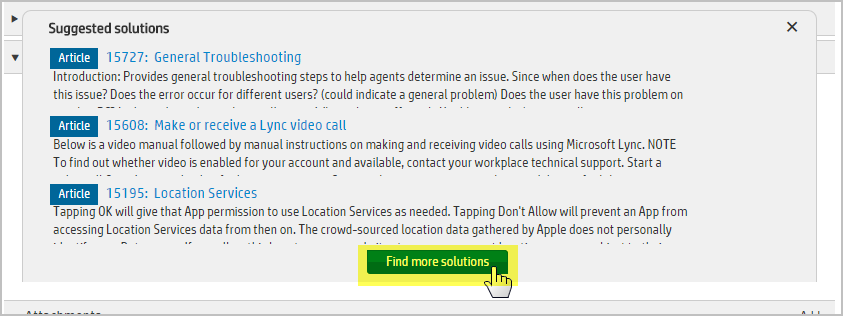 Suggested solutions
Article 15727: General Troubleshooting
Introduction: Provides general troubleshooting steps to help agents determine an issue. Since when does the user have
this issue? Does the error occur for different users? (could indicate a general problem) Does the user have this problem on
Article 15608: Make or receive a Lync video call
Below is a video manual followed by manual instructions on making and receiving video calls using Microsoft Lync. NOTE
To find out whether video is enabled for your account and available, contact your workplace technical support. Start a
Article 15195: Location Services
Tapping OK will give that App permission to use Location Services as needed. Tapping Don't Allow will prevent an App from
accessing Location Services data from then on. The crowd-sourced location data gathered by Apple does not personally
Find more solutions
Attachments